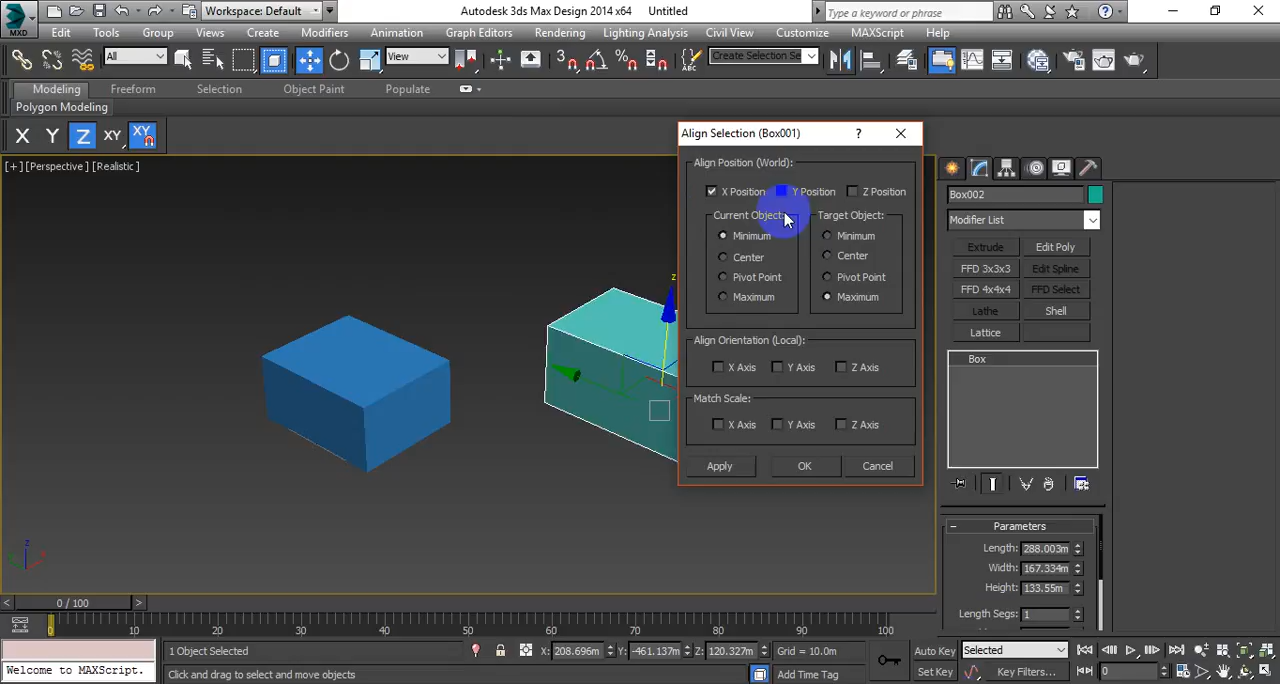 Workspace: Default
Autodesk 3ds Max Design 2014 x64 Untitled
Type a keyword or phrase
MXD
Edit Tools Group Views Create Modifiers Animation Graph Editors Rendering Lighting Analysis Civil View Customize MAXScript Help
All
View
Create Selection Se
Modeling Freeform Selection Object Paint Populate
Polygon Modeling
X Y Z XY XY
[+] [Perspective] [Realistic]
Align Selection (Box001)
Align Position (World):
X Position Y Position Z Position
Current Object: Target Object:
Minimum Minimum
Center Center
Pivot Point Pivot Point
Maximum Maximum
Align Orientation (Local):
X Axis Y Axis Z Axis
Match Scale:
X Axis Y Axis Z Axis
Apply OK Cancel
z
Box002
Modifier List
Extrude Edit Poly
FFD 3x3x3 Edit Spline
FFD 4x4x4 FFD Select
Lathe Shell
Lattice
Box
Parameters
Length: 288.003m
Width: 167.334m
Height: 133.55m
Length Segs: 1
z
0 / 100
0 10 20 30 40 50 60 70 80 90 100
1 Object Selected X: 208.696m Y: -461.137m Z: 120.327m Grid = 10.0m Auto Key Selected
Welcome to MAXScript. Click and drag to select and move objects Add Time Tag Set Key Key Filters... 0